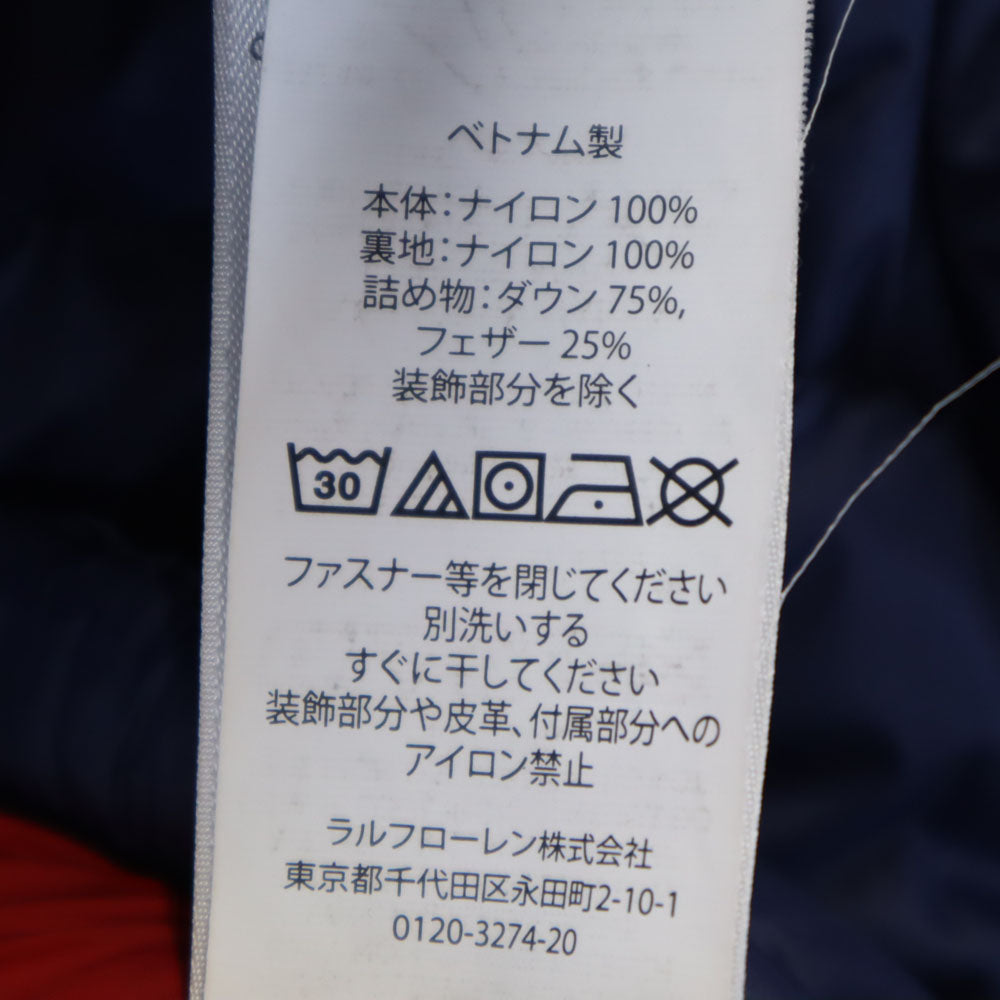 ベトナム製
本体:ナイロン 100%
裏地:ナイロン 100%
詰め物:ダウン 75%,
フェザー 25%
装飾部分を除く
30
ファスナー等を閉じてください
別洗いする
すぐに干してください
装飾部分や皮革、付属部分への
アイロン禁止
ラルフローレン株式会社
東京都千代田区永田町2-10-1
0120-3274-20